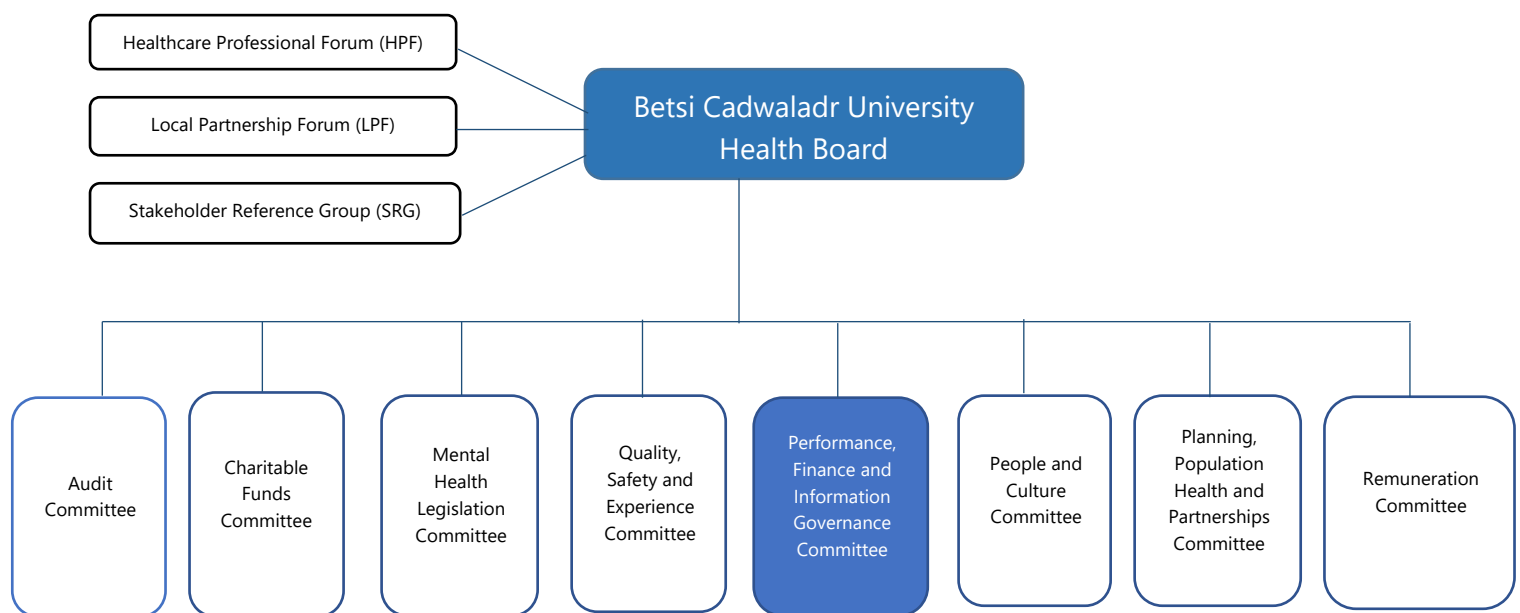 Healthcare Professional Forum (HPF)
Local Partnership Forum (LPF)
Stakeholder Reference Group (SRG)
Betsi Cadwaladr University
Health Board
Audit
Committee
Charitable
Funds
Committee
Mental
Health
Legislation
Committee
Quality,
Safety and
Experience
Committee
Performance,
Finance and
Information
Governance
Committee
People and
Culture
Committee
Planning,
Population
Health and
Partnerships
Committee
Remuneration
Committee